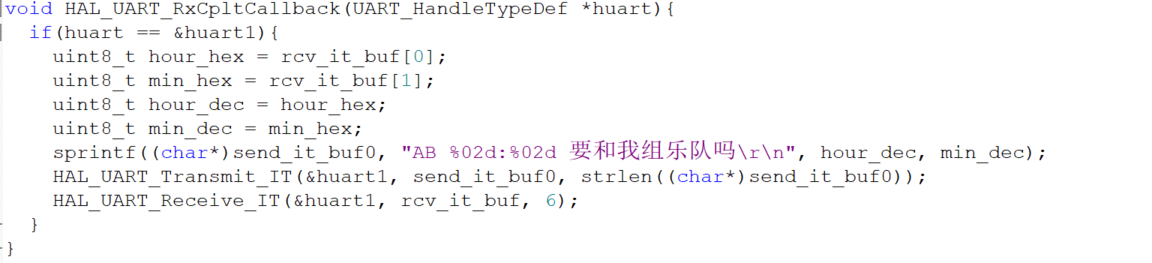 void HAL_UART_RxCpltCallback(UART_HandleTypeDef *huart){
  if(huart == &huart1){
    uint8_t hour_hex = rcv_it_buf[0];
    uint8_t min_hex = rcv_it_buf[1];
    uint8_t hour_dec = hour_hex;
    uint8_t min_dec = min_hex;
    sprintf((char*)send_it_buf0, "AB %02d:%02d 要和我组乐队吗\r\n", hour_dec, min_dec);
    HAL_UART_Transmit_IT(&huart1, send_it_buf0, strlen((char*)send_it_buf0));
    HAL_UART_Receive_IT(&huart1, rcv_it_buf, 6);
  }
}